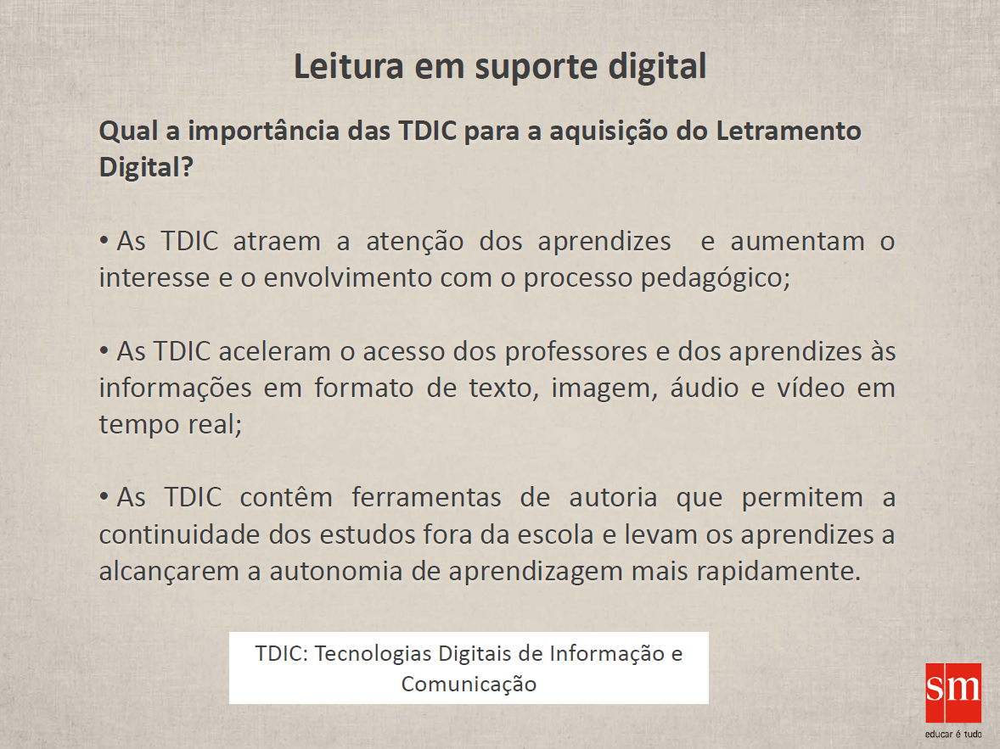 Leitura em suporte digital
Qual a importância das TDIC para a aquisição do Letramento
Digital?
• As TDIC atraem a atenção dos aprendizes e aumentam o
interesse e o envolvimento com o processo pedagógico;
• As TDIC aceleram o acesso dos professores e dos aprendizes às
informações em formato de texto, imagem, áudio e vídeo em
tempo real;
• As TDIC contêm ferramentas de autoria que permitem a
continuidade dos estudos fora da escola e levam os aprendizes a
alcançarem a autonomia de aprendizagem mais rapidamente.
TDIC: Tecnologias Digitais de Informação e
Comunicação
sm
educar é tudo